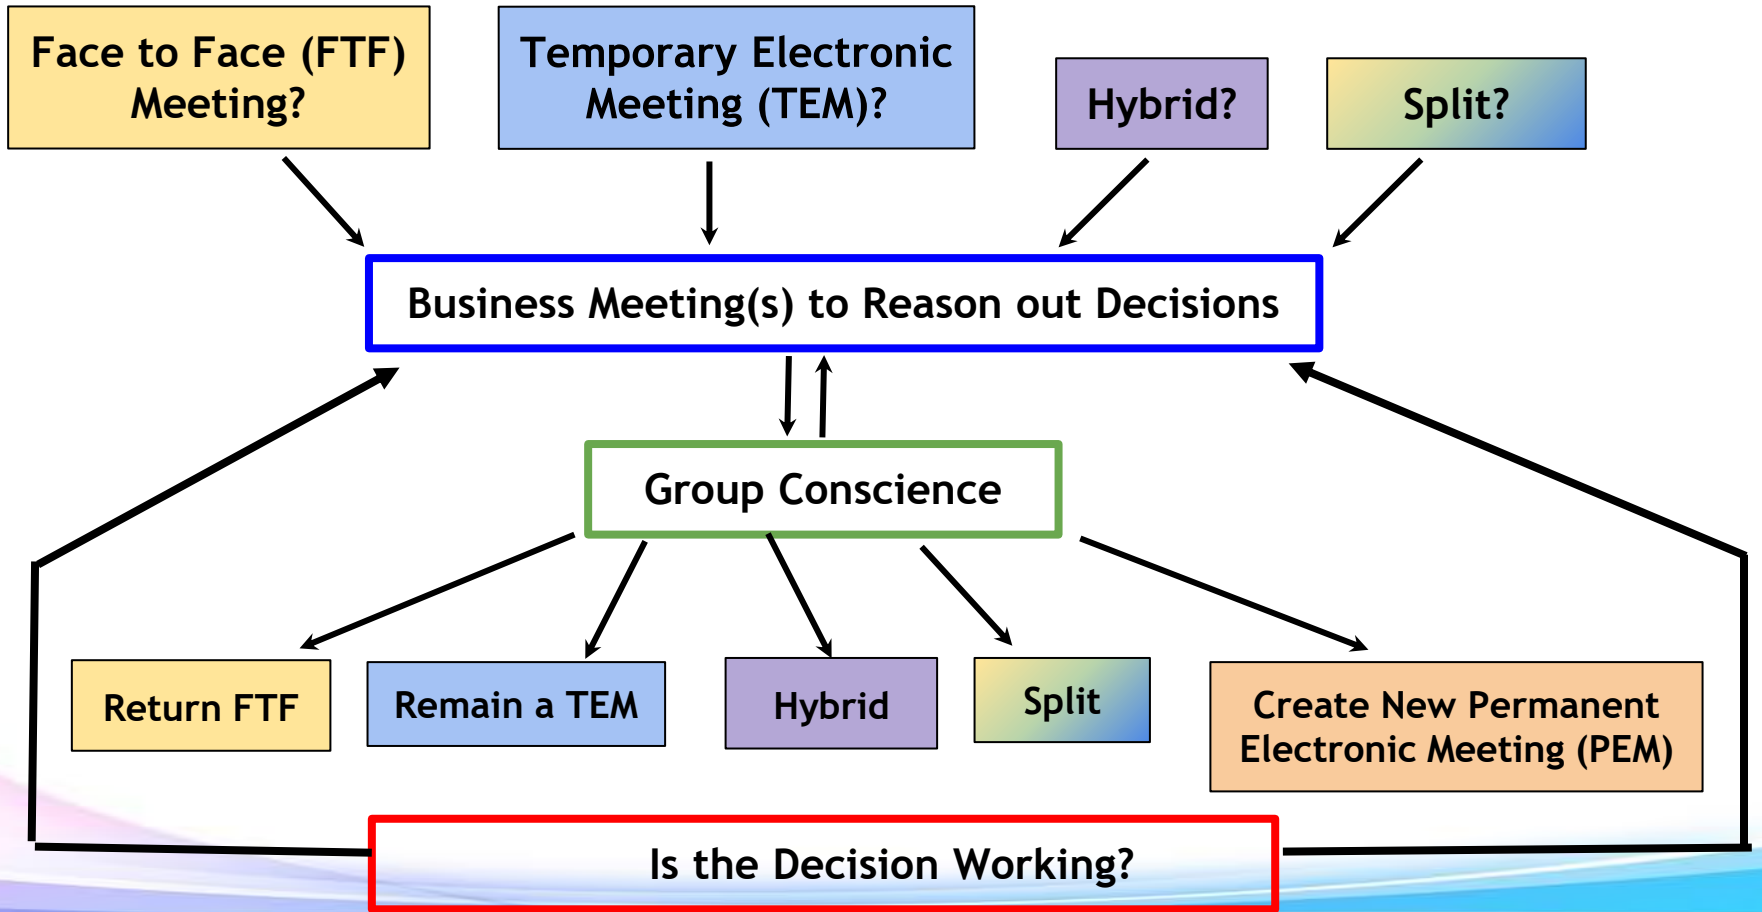 Face to Face (FTF)
Meeting?
Temporary Electronic
Meeting (TEM)?
Hybrid?
Split?
Business Meeting(s) to Reason out Decisions
Group Conscience
Return FTF
Remain a TEM
Hybrid
Split
Create New Permanent
Electronic Meeting (PEM)
Is the Decision Working?